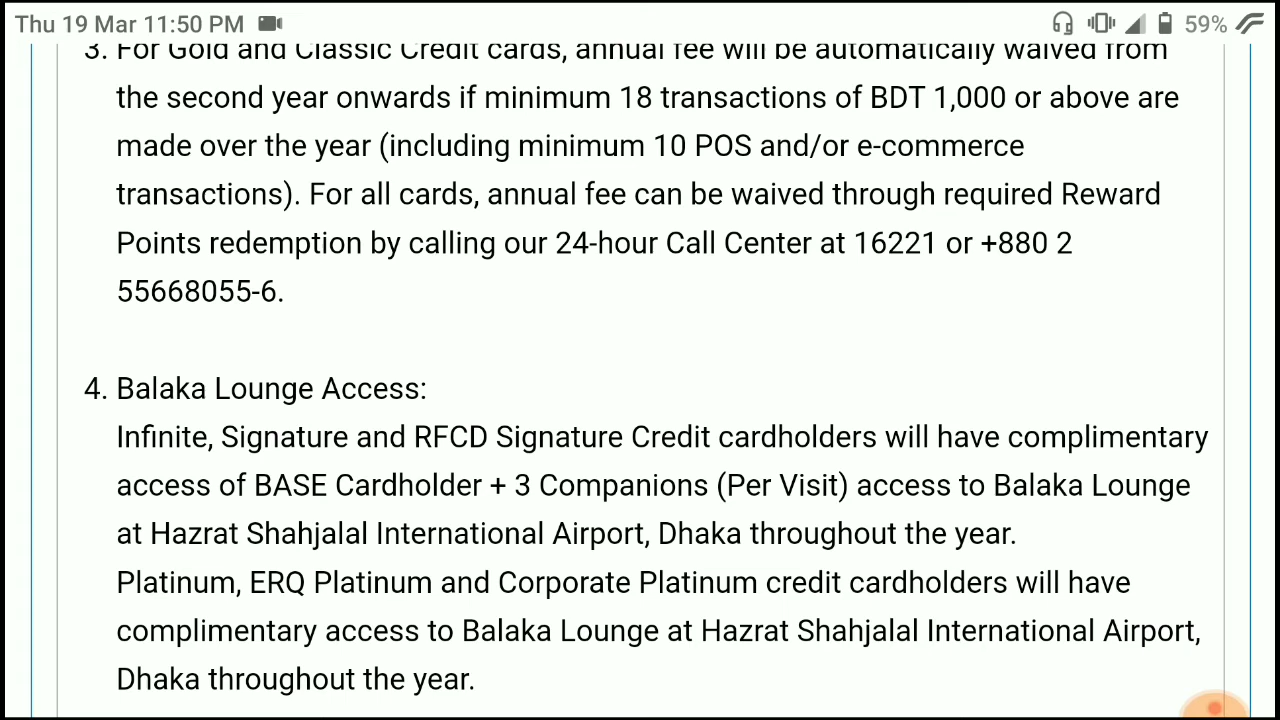 Thu 19 Mar 11:50 PM
59%
3. For Gold and Classic Credit cards, annual fee will be automatically waived from
the second year onwards if minimum 18 transactions of BDT 1,000 or above are
made over the year (including minimum 10 POS and/or e-commerce
transactions). For all cards, annual fee can be waived through required Reward
Points redemption by calling our 24-hour Call Center at 16221 or +880 2
55668055-6.
4. Balaka Lounge Access:
Infinite, Signature and RFCD Signature Credit cardholders will have complimentary
access of BASE Cardholder + 3 Companions (Per Visit) access to Balaka Lounge
at Hazrat Shahjalal International Airport, Dhaka throughout the year.
Platinum, ERQ Platinum and Corporate Platinum credit cardholders will have
complimentary access to Balaka Lounge at Hazrat Shahjalal International Airport,
Dhaka throughout the year.